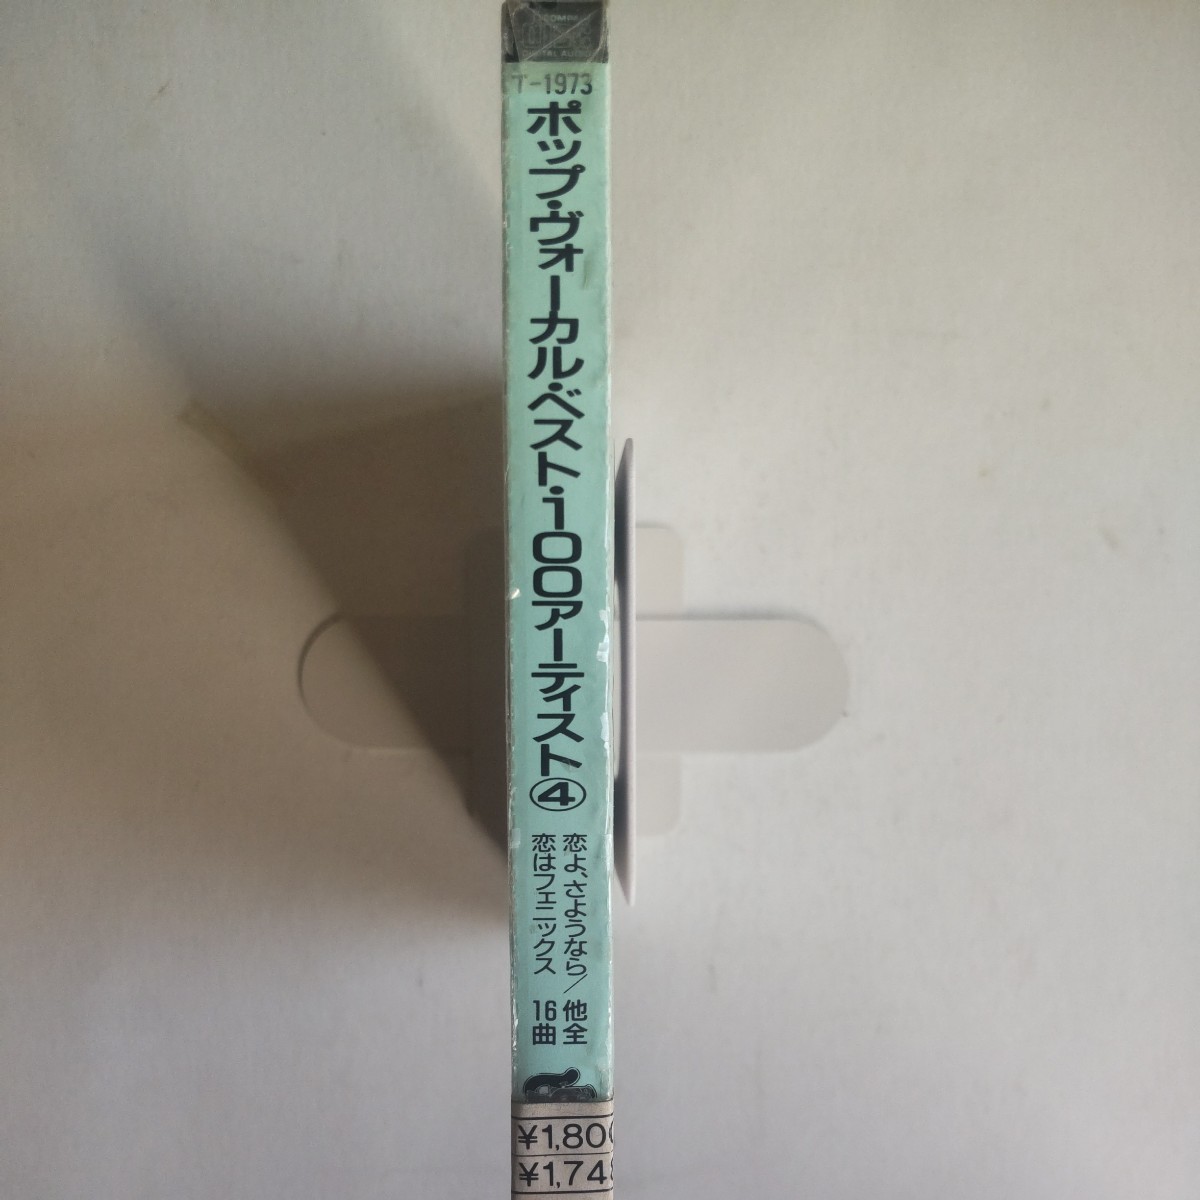 T-1973
ポップ・ヴォーカル・ベスト・100アーティスト④
恋よ、さようなら/
恋はフェニックス
他全
16曲
¥1,80
¥1,74